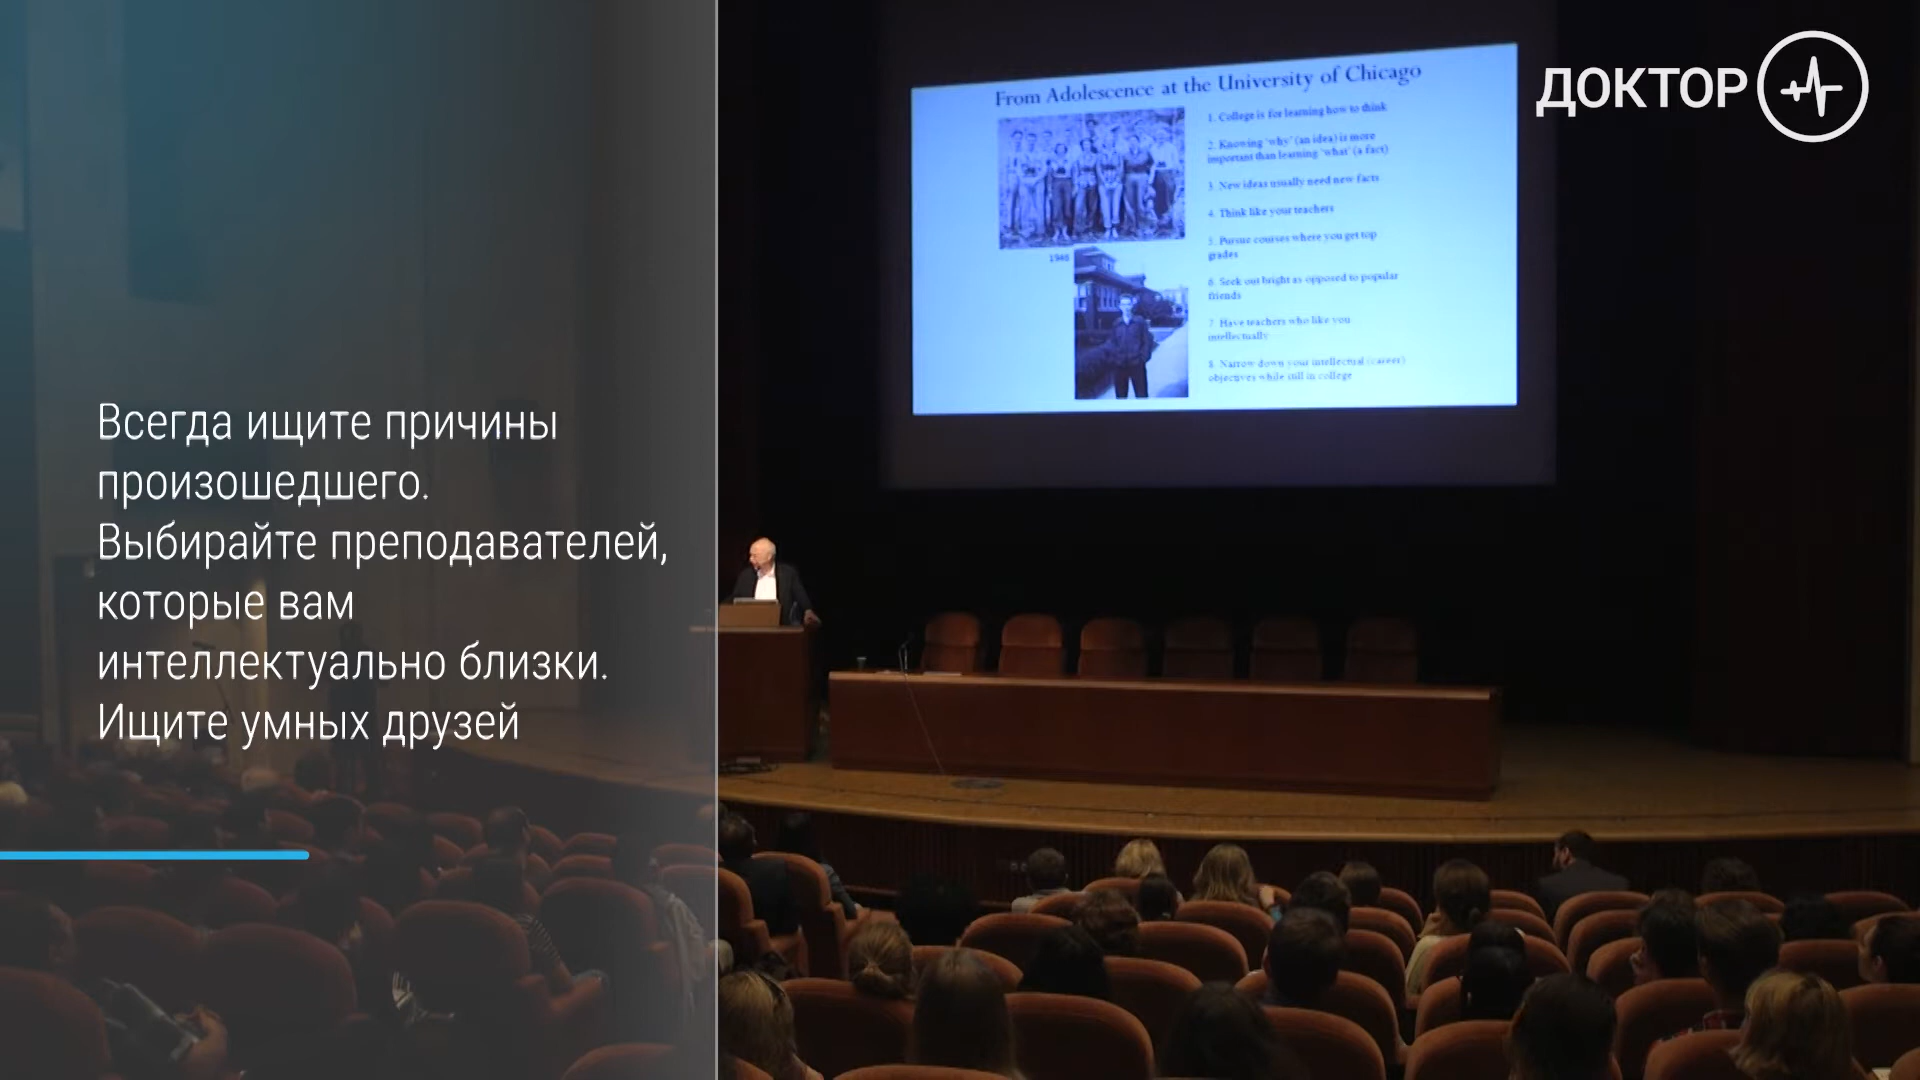 Всегда ищите причины
произошедшего.
Выбирайте преподавателей,
которые вам
интеллектуально близки.
Ищите умных друзей
ДОКТОР
From Adolescence at the University of Chicago
1. College is for learning how to think
2. Knowing 'why' (an idea) is more
important than learning 'what' (a fact)
3. New ideas usually need new facts
4. Think like your teachers
5. Pursue courses where you get top
grades
6. Seek out bright as opposed to popular
friends
7. Have teachers who like you
intellectually
8. Narrow down your intellectual (career)
objectives while still in college
1946